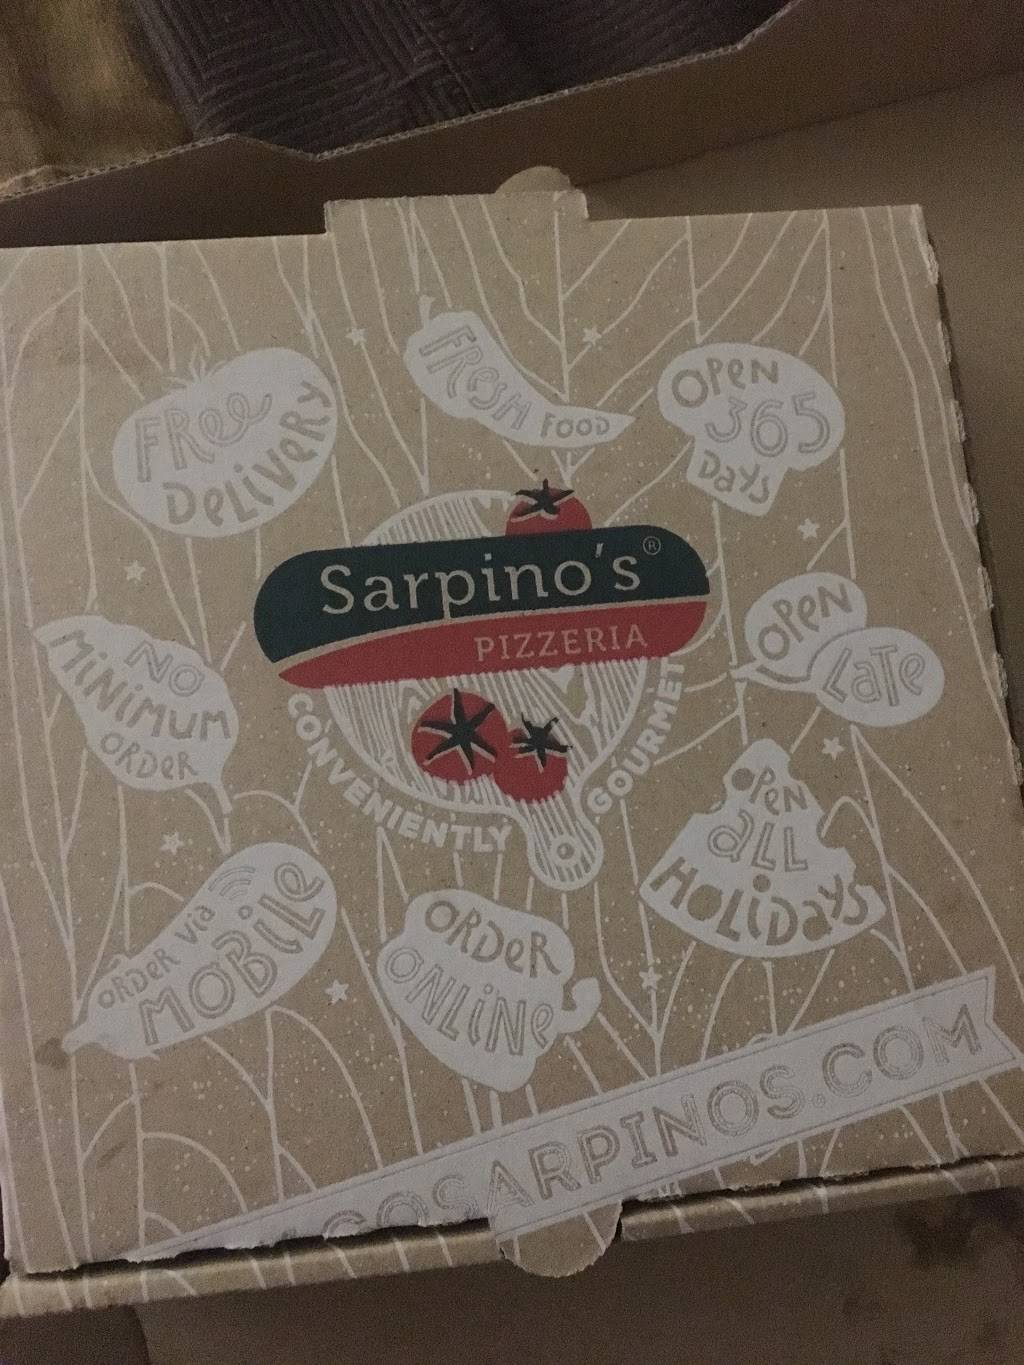 FRee
DeLivery
FResH FOOD
OPeN
365
Days
Sarpino's®
PIZZERIA
CONVENIENTLY
GOURMET
NO
MiNiMUM
ORDeR
OPeN
LaTe
OPeN
aLL
HOLiDays
ORDeR via
MOBiLe
ORDeR
ONLiNe
GOSARPINOS.COM